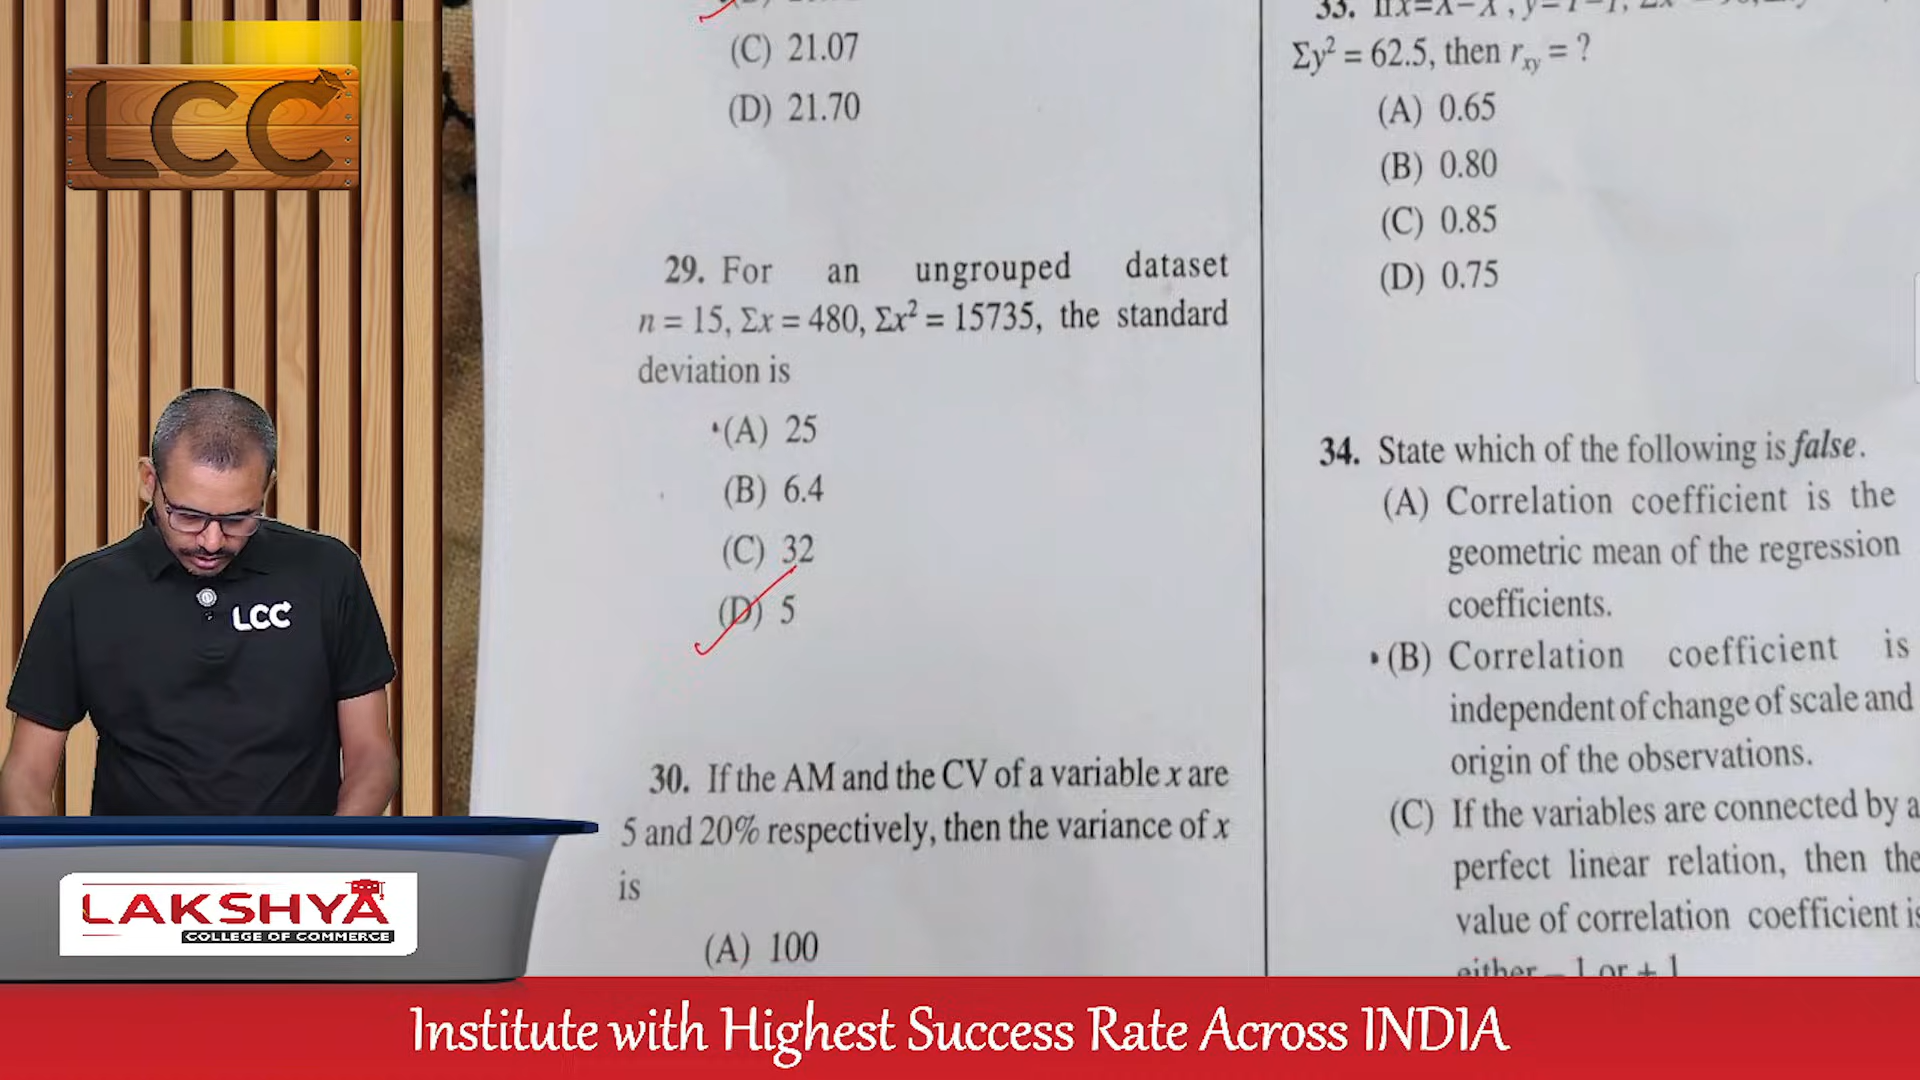 LCC
(C) 21.07
(D) 21.70
29. For an ungrouped dataset
n = 15, Σx = 480, Σx² = 15735, the standard
deviation is
(A) 25
(B) 6.4
(C) 32
(D) 5
30. If the AM and the CV of a variable x are
5 and 20% respectively, then the variance of x
is
(A) 100
33.
Σy² = 62.5, then rxy = ?
(A) 0.65
(B) 0.80
(C) 0.85
(D) 0.75
34. State which of the following is false.
(A) Correlation coefficient is the
geometric mean of the regression
coefficients.
(B) Correlation coefficient is
independent of change of scale and
origin of the observations.
(C) If the variables are connected by a
perfect linear relation, then the
value of correlation coefficient is
either – 1 or + 1
LCC
LAKSHYA
COLLEGE OF COMMERCE
Institute with Highest Success Rate Across INDIA